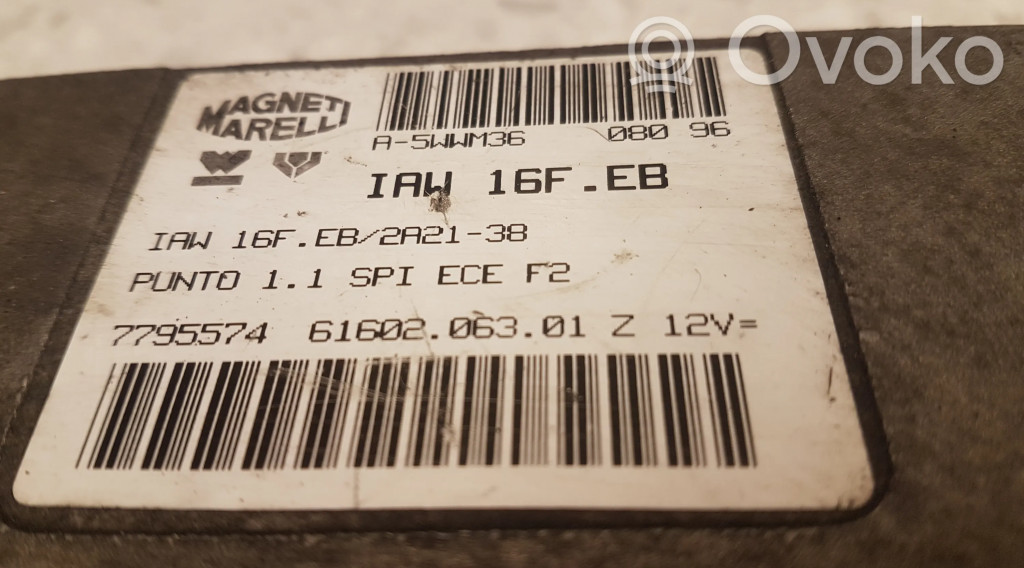 Ovoko
MAGNETI
MARELLI
A-5WWM36 080 96
IAW 16F.EB
IAW 16F.EB/2A21-38
PUNTO 1.1 SPI ECE F2
7795574 61602.063.01 Z 12V=